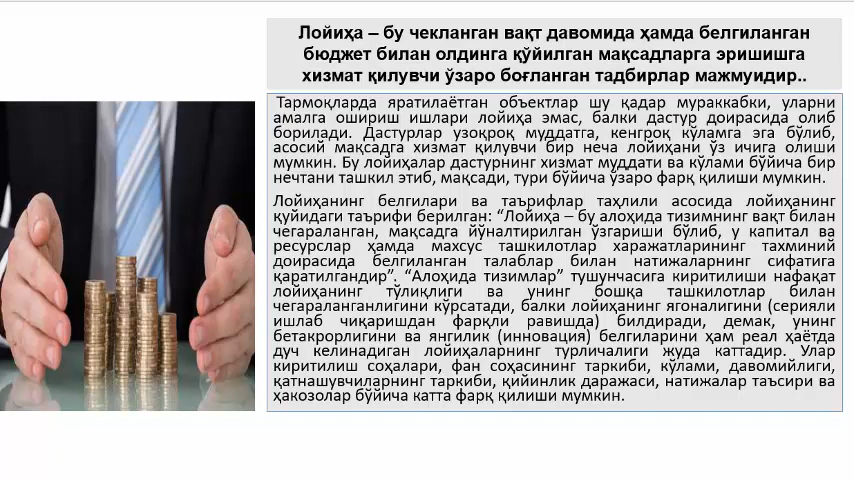 Лойиҳа – бу чекланган вақт давомида ҳамда белгиланган
бюджет билан олдинга қўйилган мақсадларга эришишга
хизмат қилувчи ўзаро боғланган тадбирлар мажмуидир..
Тармоқларда яратилаётган объектлар шу қадар мураккабки, уларни
амалга ошириш ишлари лойиҳа эмас, балки дастур доирасида олиб
борилади. Дастурлар узоқроқ муддатга, кенгроқ кўламга эга бўлиб,
асосий мақсадга хизмат қилувчи бир неча лойиҳани ўз ичига олиши
мумкин. Бу лойиҳалар дастурнинг хизмат муддати ва кўлами бўйича бир
нечтани ташкил этиб, мақсади, тури бўйича ўзаро фарқ қилиши мумкин.
Лойиҳанинг белгилари ва таърифлар таҳлили асосида лойиҳанинг
қуйидаги таърифи берилган: “Лойиҳа – бу алоҳида тизимнинг вақт билан
чегараланган, мақсадга йўналтирилган ўзгариши бўлиб, у капитал ва
ресурслар ҳамда махсус ташкилотлар харажатларининг тахминий
доирасида белгиланган талаблар билан натижаларнинг сифатига
қаратилгандир”. “Алоҳида тизимлар” тушунчасига киритилиши нафақат
лойиҳанинг тўлиқлиги ва унинг бошқа ташкилотлар билан
чегараланганлигини кўрсатади, балки лойиҳанинг ягоналигини (серияли
ишлаб чиқаришдан фарқли равишда) билдиради, демак, унинг
бетакрорлигини ва янгилик (инновация) белгиларини ҳам реал ҳаётда
дуч келинадиган лойиҳаларнинг турличалиги жуда каттадир. Улар
киритилиш соҳалари, фан соҳасининг таркиби, кўлами, давомийлиги,
қатнашувчиларнинг таркиби, қийинлик даражаси, натижалар таъсири ва
ҳакозолар бўйича катта фарқ қилиши мумкин.